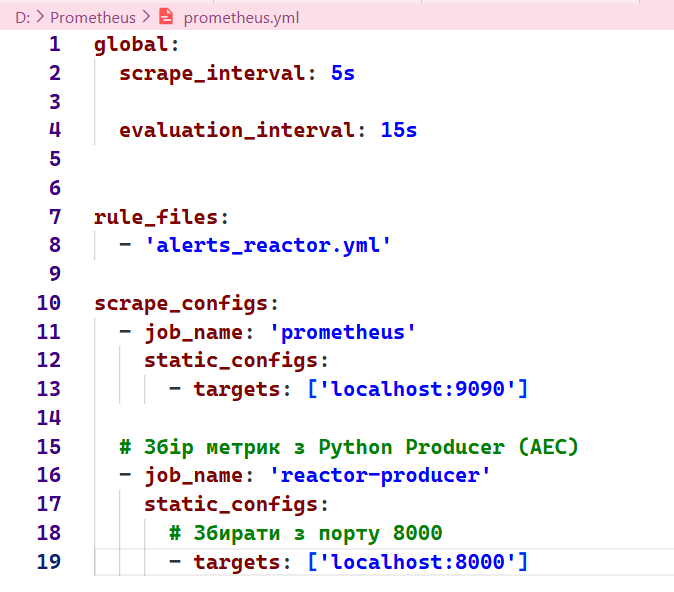 D: > Prometheus > prometheus.yml
1 global:
2   scrape_interval: 5s
3
4   evaluation_interval: 15s
5
6
7 rule_files:
8   - 'alerts_reactor.yml'
9
10 scrape_configs:
11   - job_name: 'prometheus'
12     static_configs:
13       - targets: ['localhost:9090']
14
15   # Збір метрик з Python Producer (АЕС)
16   - job_name: 'reactor-producer'
17     static_configs:
18       # Збирати з порту 8000
19       - targets: ['localhost:8000']